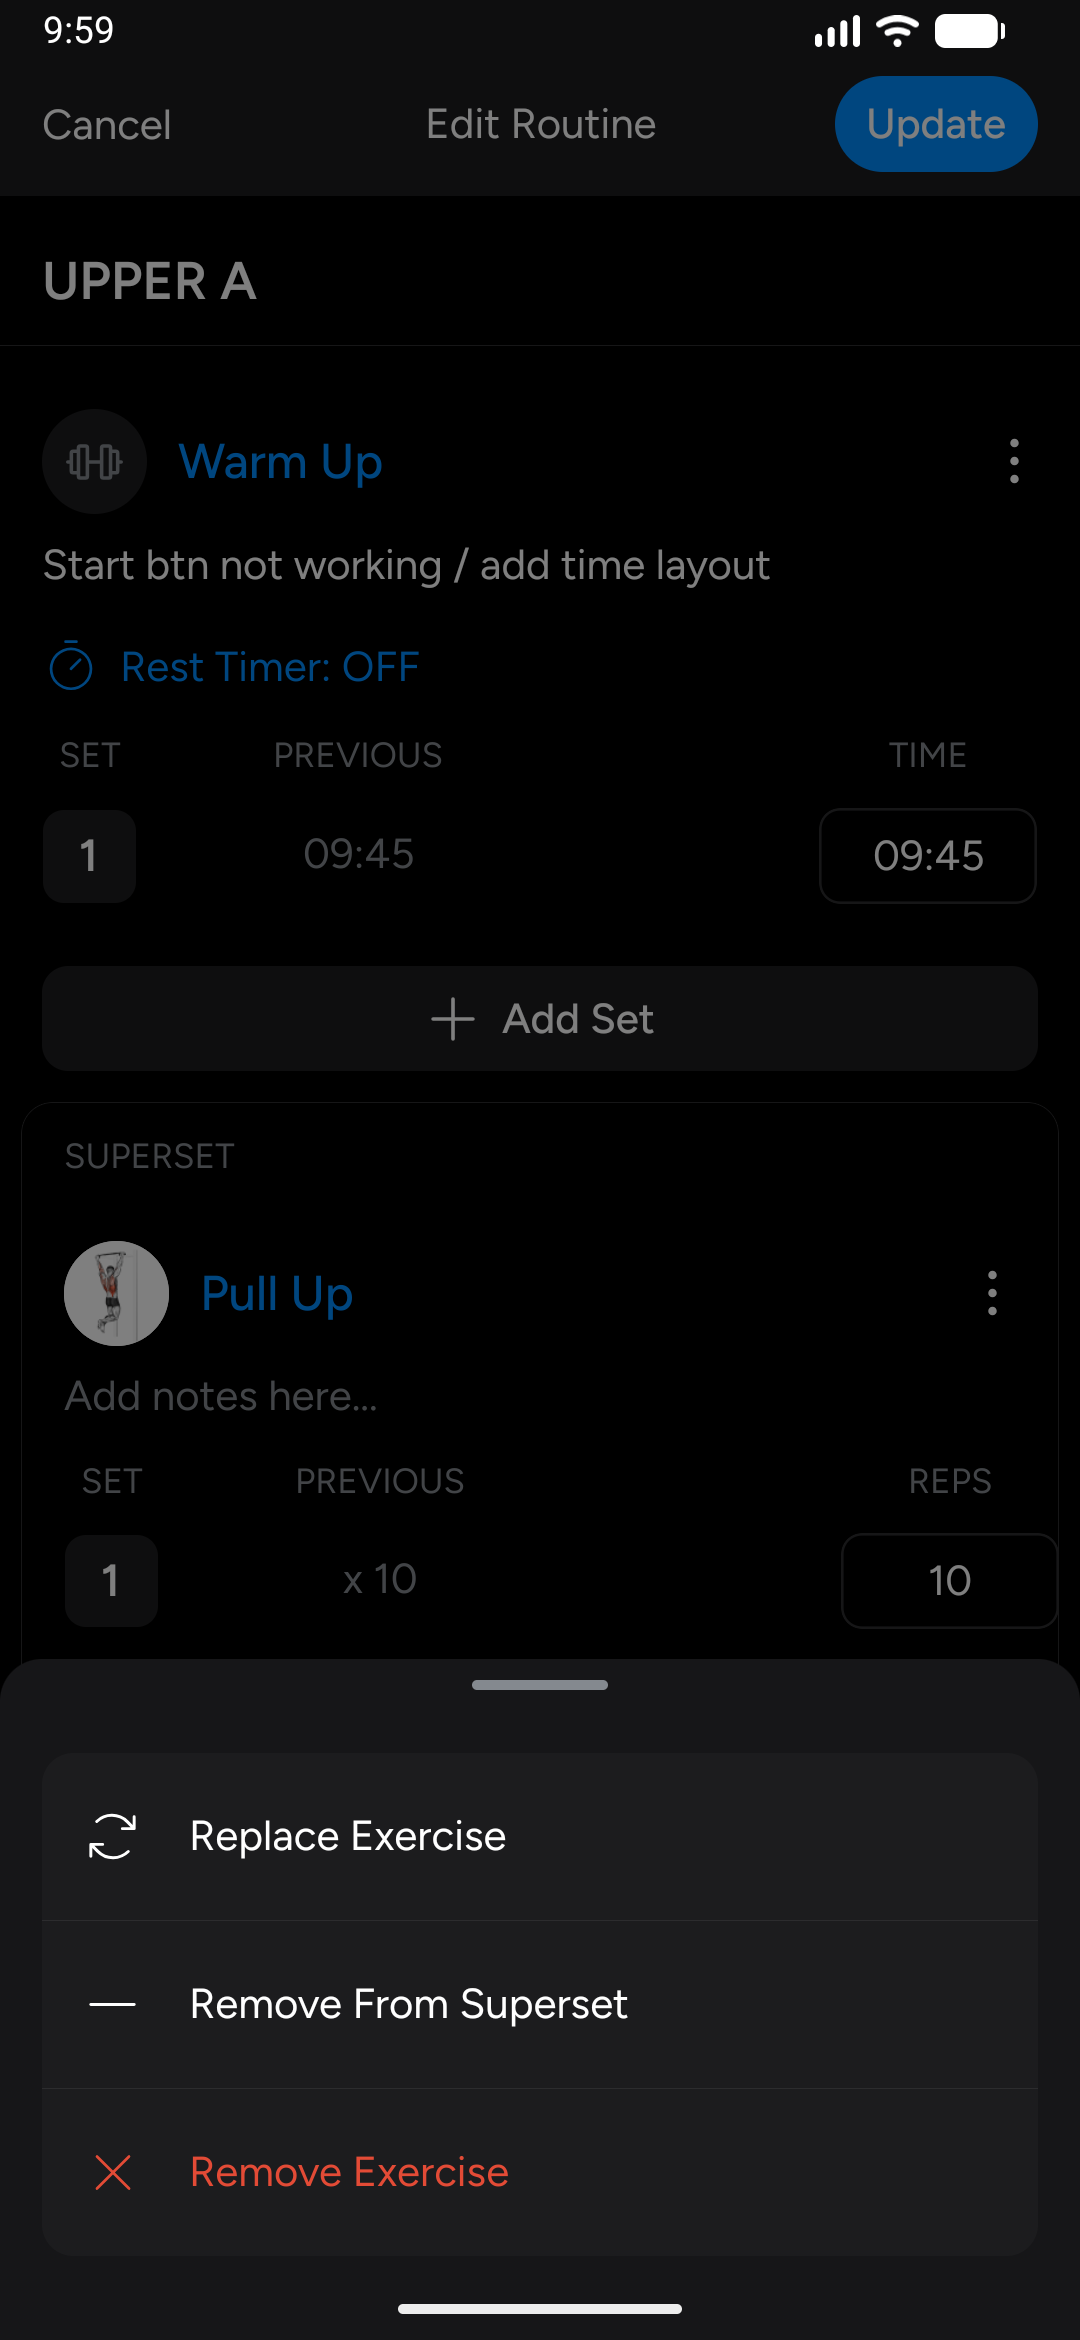 9:59
Cancel
Edit Routine
Update
UPPER A
Warm Up
Start btn not working / add time layout
Rest Timer: OFF
SET PREVIOUS TIME
1 09:45 09:45
Add Set
SUPERSET
Pull Up
Add notes here...
SET PREVIOUS REPS
1 x 10 10
Replace Exercise
Remove From Superset
Remove Exercise